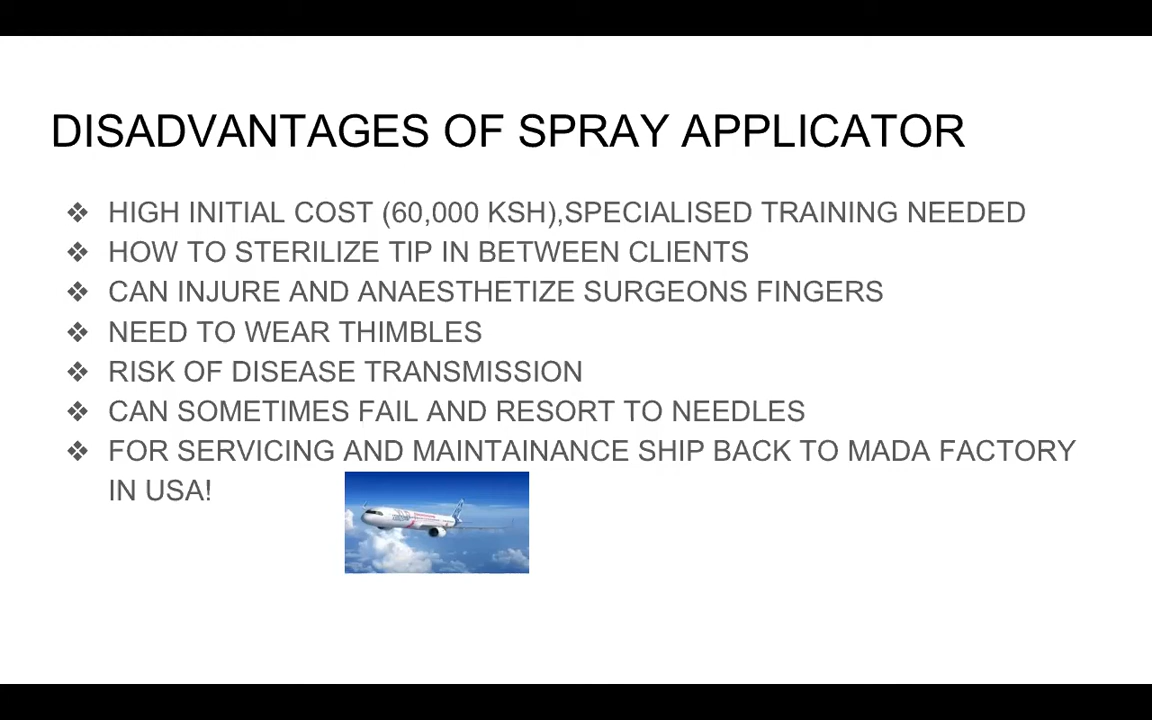 DISADVANTAGES OF SPRAY APPLICATOR
❖ HIGH INITIAL COST (60,000 KSH),SPECIALISED TRAINING NEEDED
❖ HOW TO STERILIZE TIP IN BETWEEN CLIENTS
❖ CAN INJURE AND ANAESTHETIZE SURGEONS FINGERS
❖ NEED TO WEAR THIMBLES
❖ RISK OF DISEASE TRANSMISSION
❖ CAN SOMETIMES FAIL AND RESORT TO NEEDLES
❖ FOR SERVICING AND MAINTAINANCE SHIP BACK TO MADA FACTORY
IN USA!